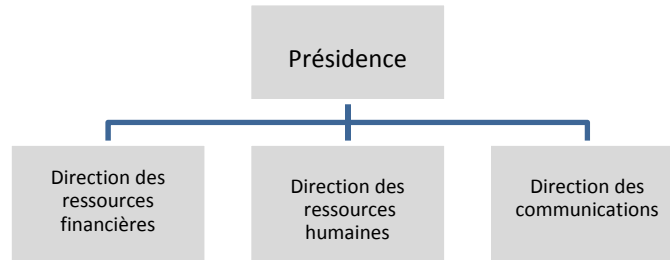 Présidence
Direction des
ressources
financières
Direction des
ressources
humaines
Direction des
communications